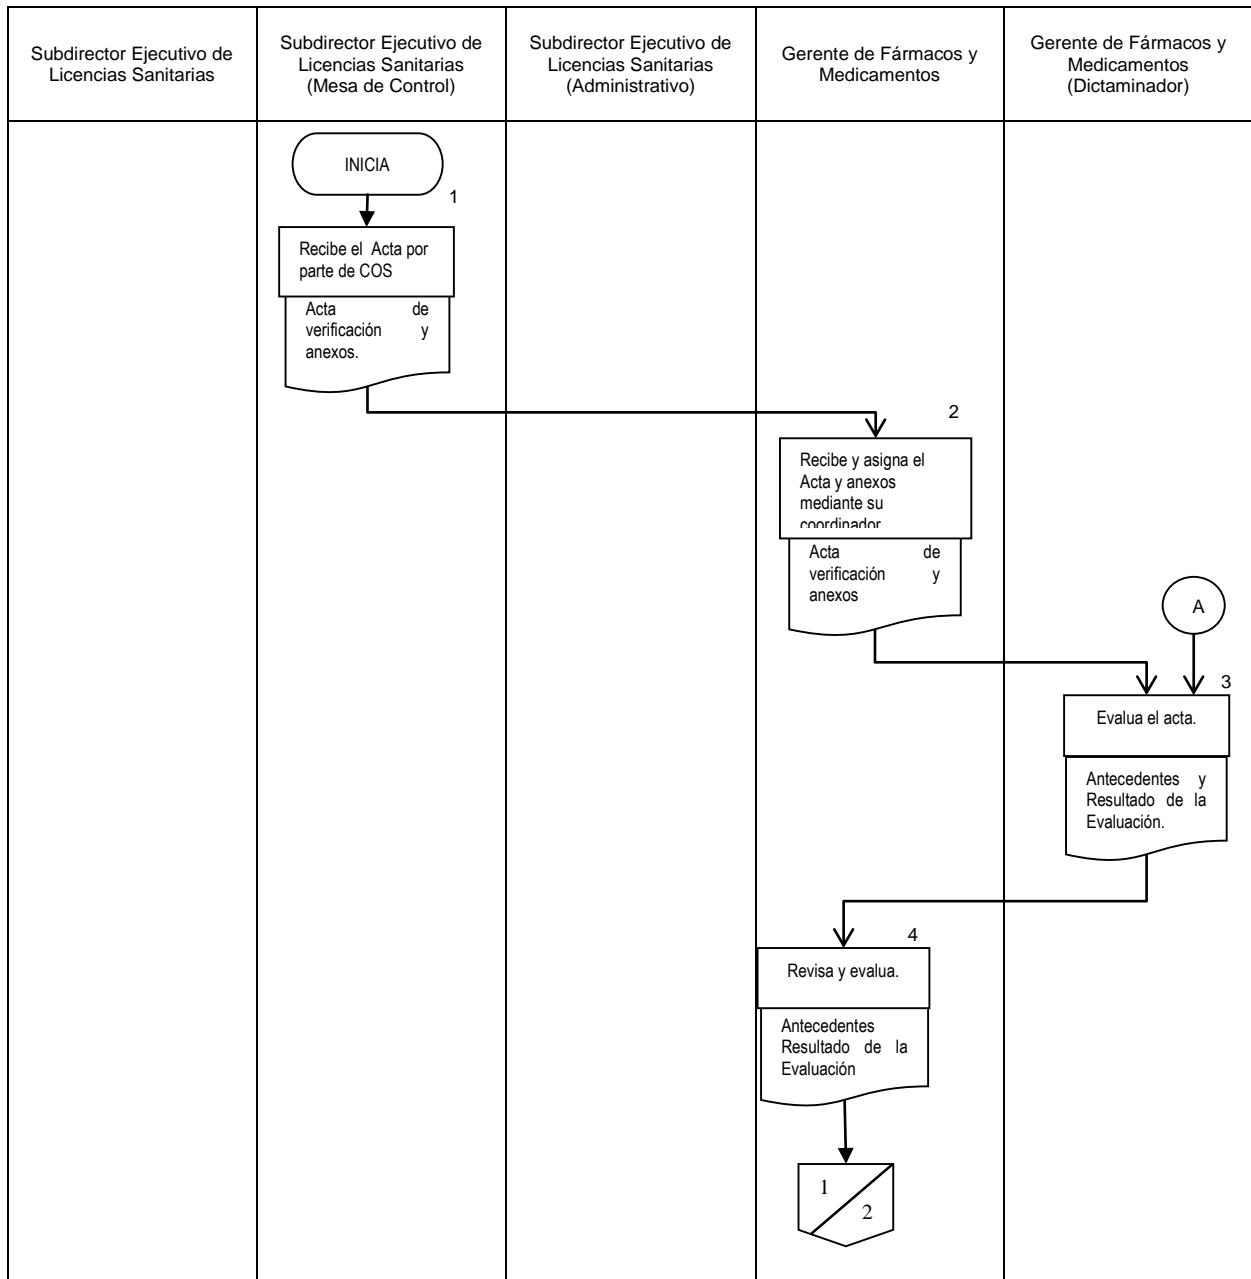 Subdirector Ejecutivo de
Licencias Sanitarias
Subdirector Ejecutivo de
Licencias Sanitarias
(Mesa de Control)
Subdirector Ejecutivo de
Licencias Sanitarias
(Administrativo)
Gerente de Fármacos y
Medicamentos
Gerente de Fármacos y
Medicamentos
(Dictaminador)
INICIA
1
Recibe el Acta por
parte de COS
Acta de
verificación y
anexos.
2
Recibe y asigna el
Acta y anexos
mediante su
coordinador
Acta de
verificación y
anexos
A
3
Evalua el acta.
Antecedentes y
Resultado de la
Evaluación.
4
Revisa y evalua.
Antecedentes
Resultado de la
Evaluación
1
2